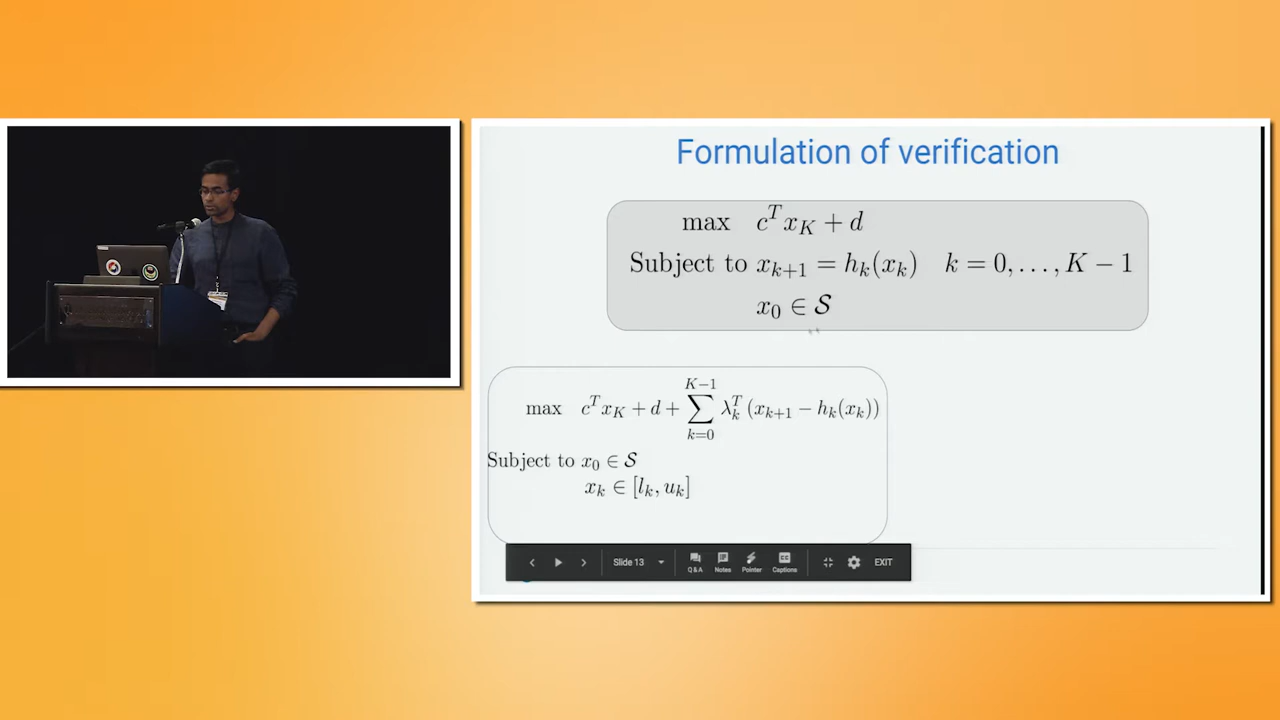 Formulation of verification
max c^T x_K + d
Subject to x_{k+1} = h_k(x_k) k = 0, . . . , K − 1
x_0 ∈ S
max c^T x_K + d + \sum_{k=0}^{K−1} λ_k^T (x_{k+1} − h_k(x_k))
Subject to x_0 ∈ S
x_k ∈ [l_k, u_k]
Slide 13 Q&A Notes Pointer Captions EXIT